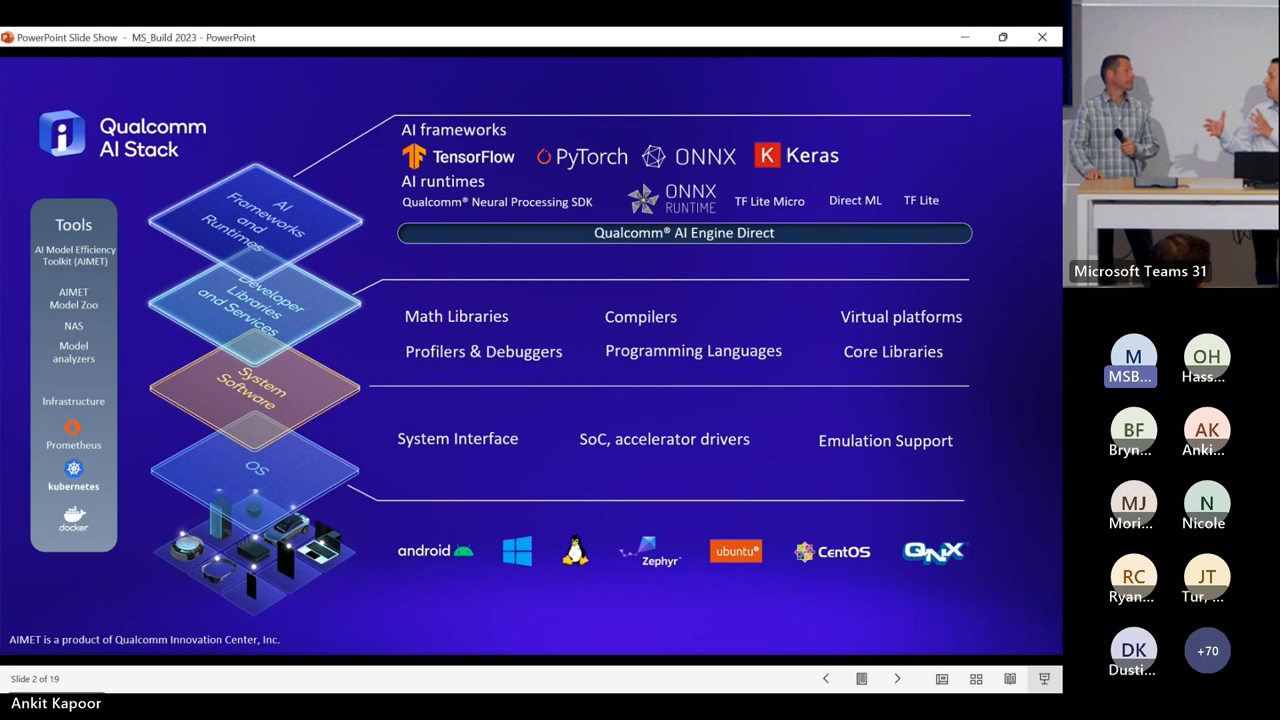 PowerPoint Slide Show - MS_Build 2023 - PowerPoint
Qualcomm
AI Stack
Tools
AI Model Efficiency
Toolkit (AIMET)
AIMET
Model Zoo
NAS
Model
analyzers
Infrastructure
Prometheus
kubernetes
docker
AI
Frameworks
and
Runtimes
Developer
Libraries
and Services
System
Software
OS
AI frameworks
TensorFlow PyTorch ONNX K Keras
AI runtimes
Qualcomm® Neural Processing SDK ONNX RUNTIME TF Lite Micro Direct ML TF Lite
Qualcomm® AI Engine Direct
Math Libraries Compilers Virtual platforms
Profilers & Debuggers Programming Languages Core Libraries
System Interface SoC, accelerator drivers Emulation Support
android Zephyr™ ubuntu® CentOS QNX
AIMET is a product of Qualcomm Innovation Center, Inc.
Slide 2 of 19
Ankit Kapoor
Microsoft Teams 31
M OH
MSB... Hass...
BF AK
Bryn... Anki...
MJ N
Mori... Nicole
RC JT
Ryan... Tur, ...
DK +70
Dusti...